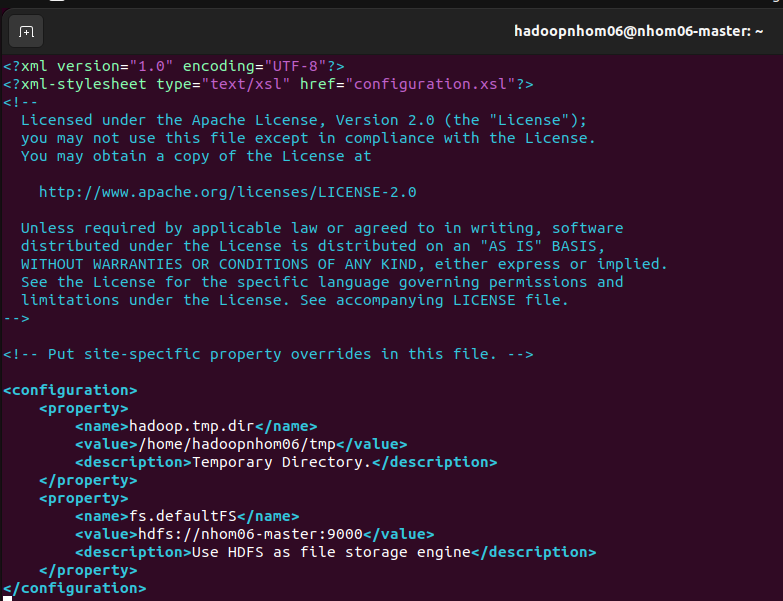 hadoopnhom06@nhom06-master: ~
<?xml version="1.0" encoding="UTF-8"?>
<?xml-stylesheet type="text/xsl" href="configuration.xsl"?>
<!--
  Licensed under the Apache License, Version 2.0 (the "License");
  you may not use this file except in compliance with the License.
  You may obtain a copy of the License at

    http://www.apache.org/licenses/LICENSE-2.0

  Unless required by applicable law or agreed to in writing, software
  distributed under the License is distributed on an "AS IS" BASIS,
  WITHOUT WARRANTIES OR CONDITIONS OF ANY KIND, either express or implied.
  See the License for the specific language governing permissions and
  limitations under the License. See accompanying LICENSE file.
-->

<!-- Put site-specific property overrides in this file. -->

<configuration>
    <property>
        <name>hadoop.tmp.dir</name>
        <value>/home/hadoopnhom06/tmp</value>
        <description>Temporary Directory.</description>
    </property>
    <property>
        <name>fs.defaultFS</name>
        <value>hdfs://nhom06-master:9000</value>
        <description>Use HDFS as file storage engine</description>
    </property>
</configuration>